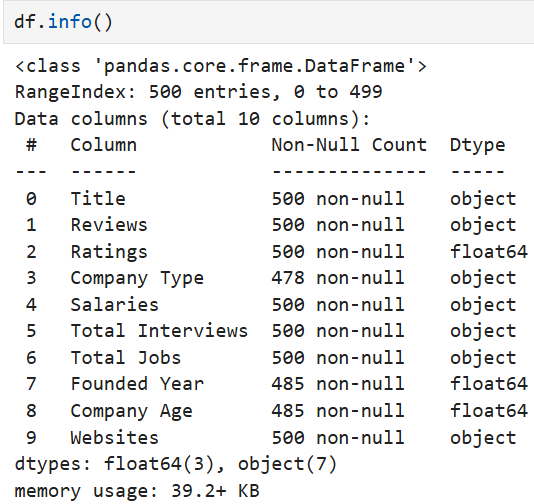 df.info()
<class 'pandas.core.frame.DataFrame'>
RangeIndex: 500 entries, 0 to 499
Data columns (total 10 columns):
 #   Column            Non-Null Count  Dtype
---  ------            --------------  -----
 0   Title             500 non-null    object
 1   Reviews           500 non-null    object
 2   Ratings           500 non-null    float64
 3   Company Type      478 non-null    object
 4   Salaries          500 non-null    object
 5   Total Interviews  500 non-null    object
 6   Total Jobs        500 non-null    object
 7   Founded Year      485 non-null    float64
 8   Company Age       485 non-null    float64
 9   Websites          500 non-null    object
dtypes: float64(3), object(7)
memory usage: 39.2+ KB